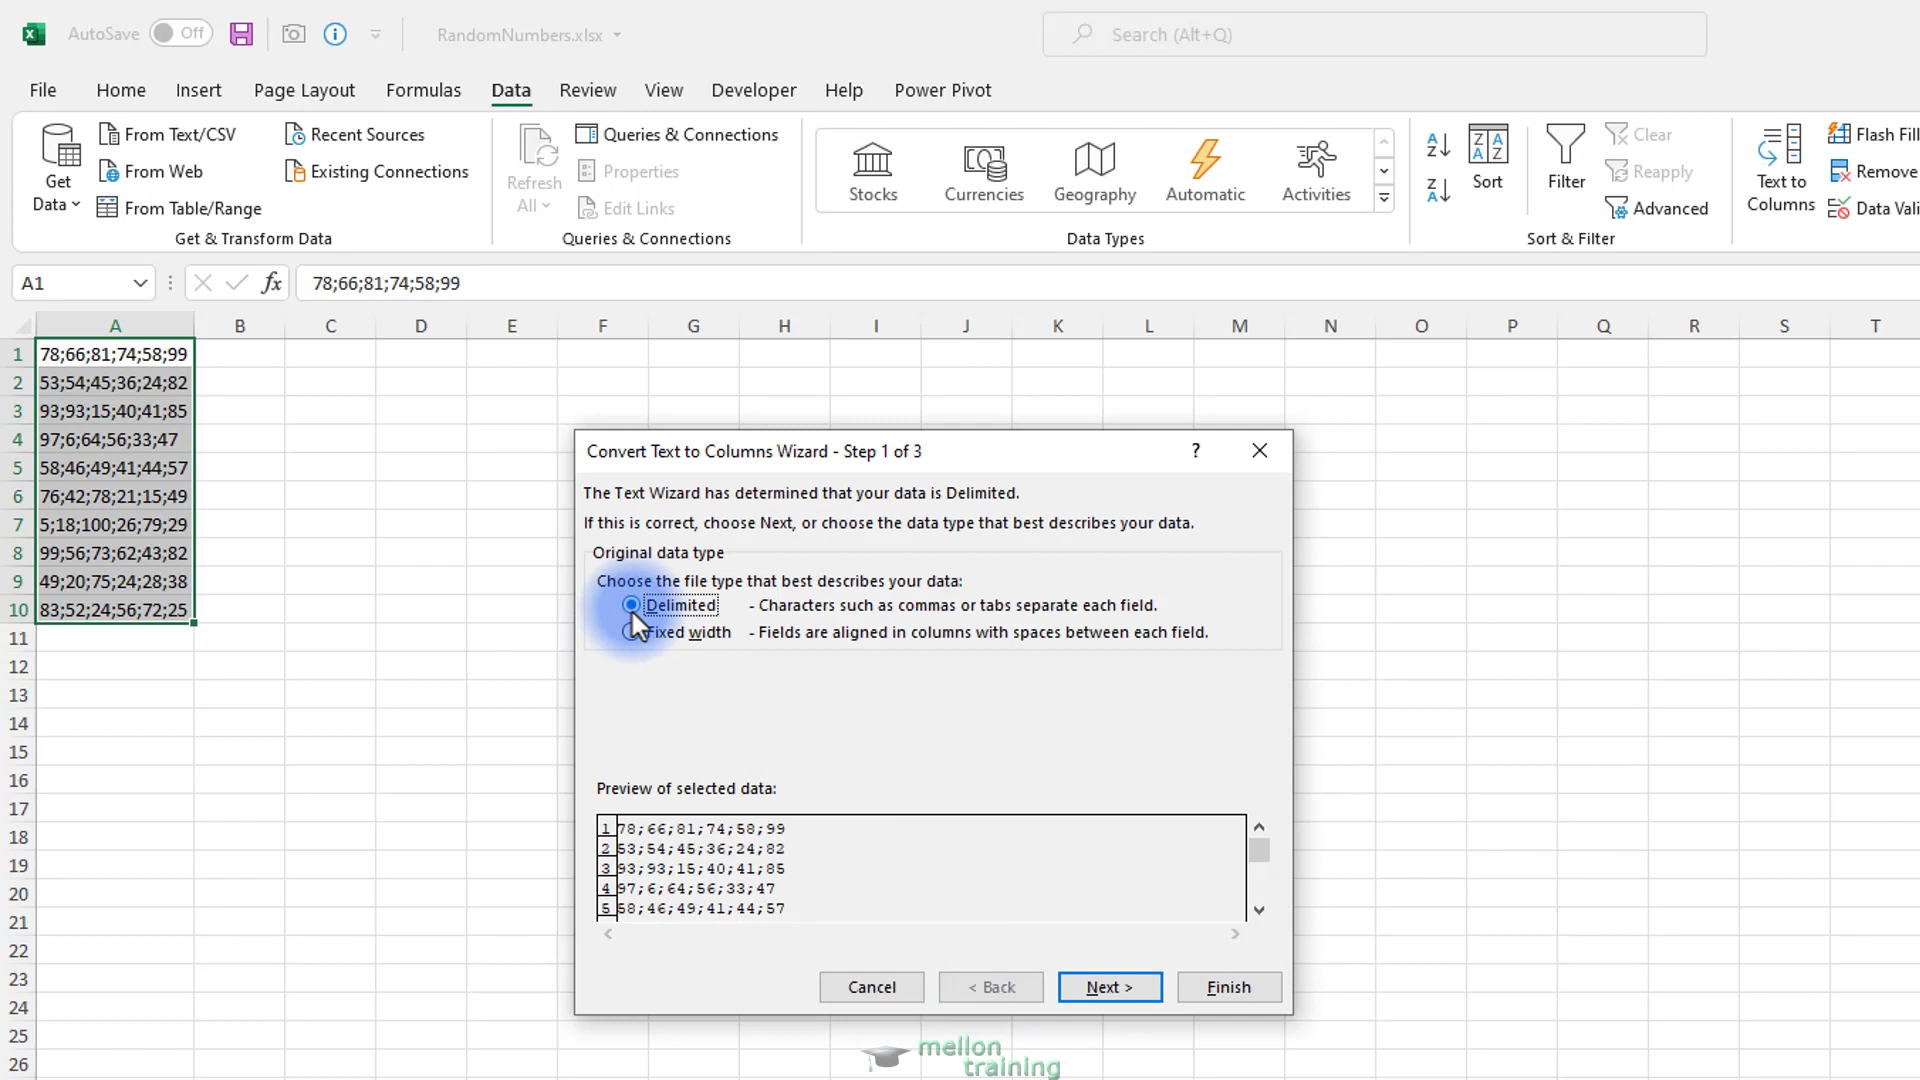 AutoSave Off RandomNumbers.xlsx Search (Alt+Q)
File Home Insert Page Layout Formulas Data Review View Developer Help Power Pivot
Get Data
From Text/CSV
From Web
From Table/Range
Recent Sources
Existing Connections
Get & Transform Data
Refresh All
Queries & Connections
Properties
Edit Links
Queries & Connections
Stocks Currencies Geography Automatic Activities
Data Types
Sort
Filter
Clear
Reapply
Advanced
Sort & Filter
Text to Columns
Flash Fill
Remove
Data Vali
A1 fx 78;66;81;74;58;99
A B C D E F G H I J K L M N O P Q R S T
1 78;66;81;74;58;99
2 53;54;45;36;24;82
3 93;93;15;40;41;85
4 97;6;64;56;33;47
5 58;46;49;41;44;57
6 76;42;78;21;15;49
7 5;18;100;26;79;29
8 99;56;73;62;43;82
9 49;20;75;24;28;38
10 83;52;24;56;72;25
11
12
13
14
15
16
17
18
19
20
21
22
23
24
25
26
Convert Text to Columns Wizard - Step 1 of 3 ?
The Text Wizard has determined that your data is Delimited.
If this is correct, choose Next, or choose the data type that best describes your data.
Original data type
Choose the file type that best describes your data:
Delimited - Characters such as commas or tabs separate each field.
Fixed width - Fields are aligned in columns with spaces between each field.
Preview of selected data:
1 78;66;81;74;58;99
2 53;54;45;36;24;82
3 93;93;15;40;41;85
4 97;6;64;56;33;47
5 58;46;49;41;44;57
Cancel < Back Next > Finish
mellon
training